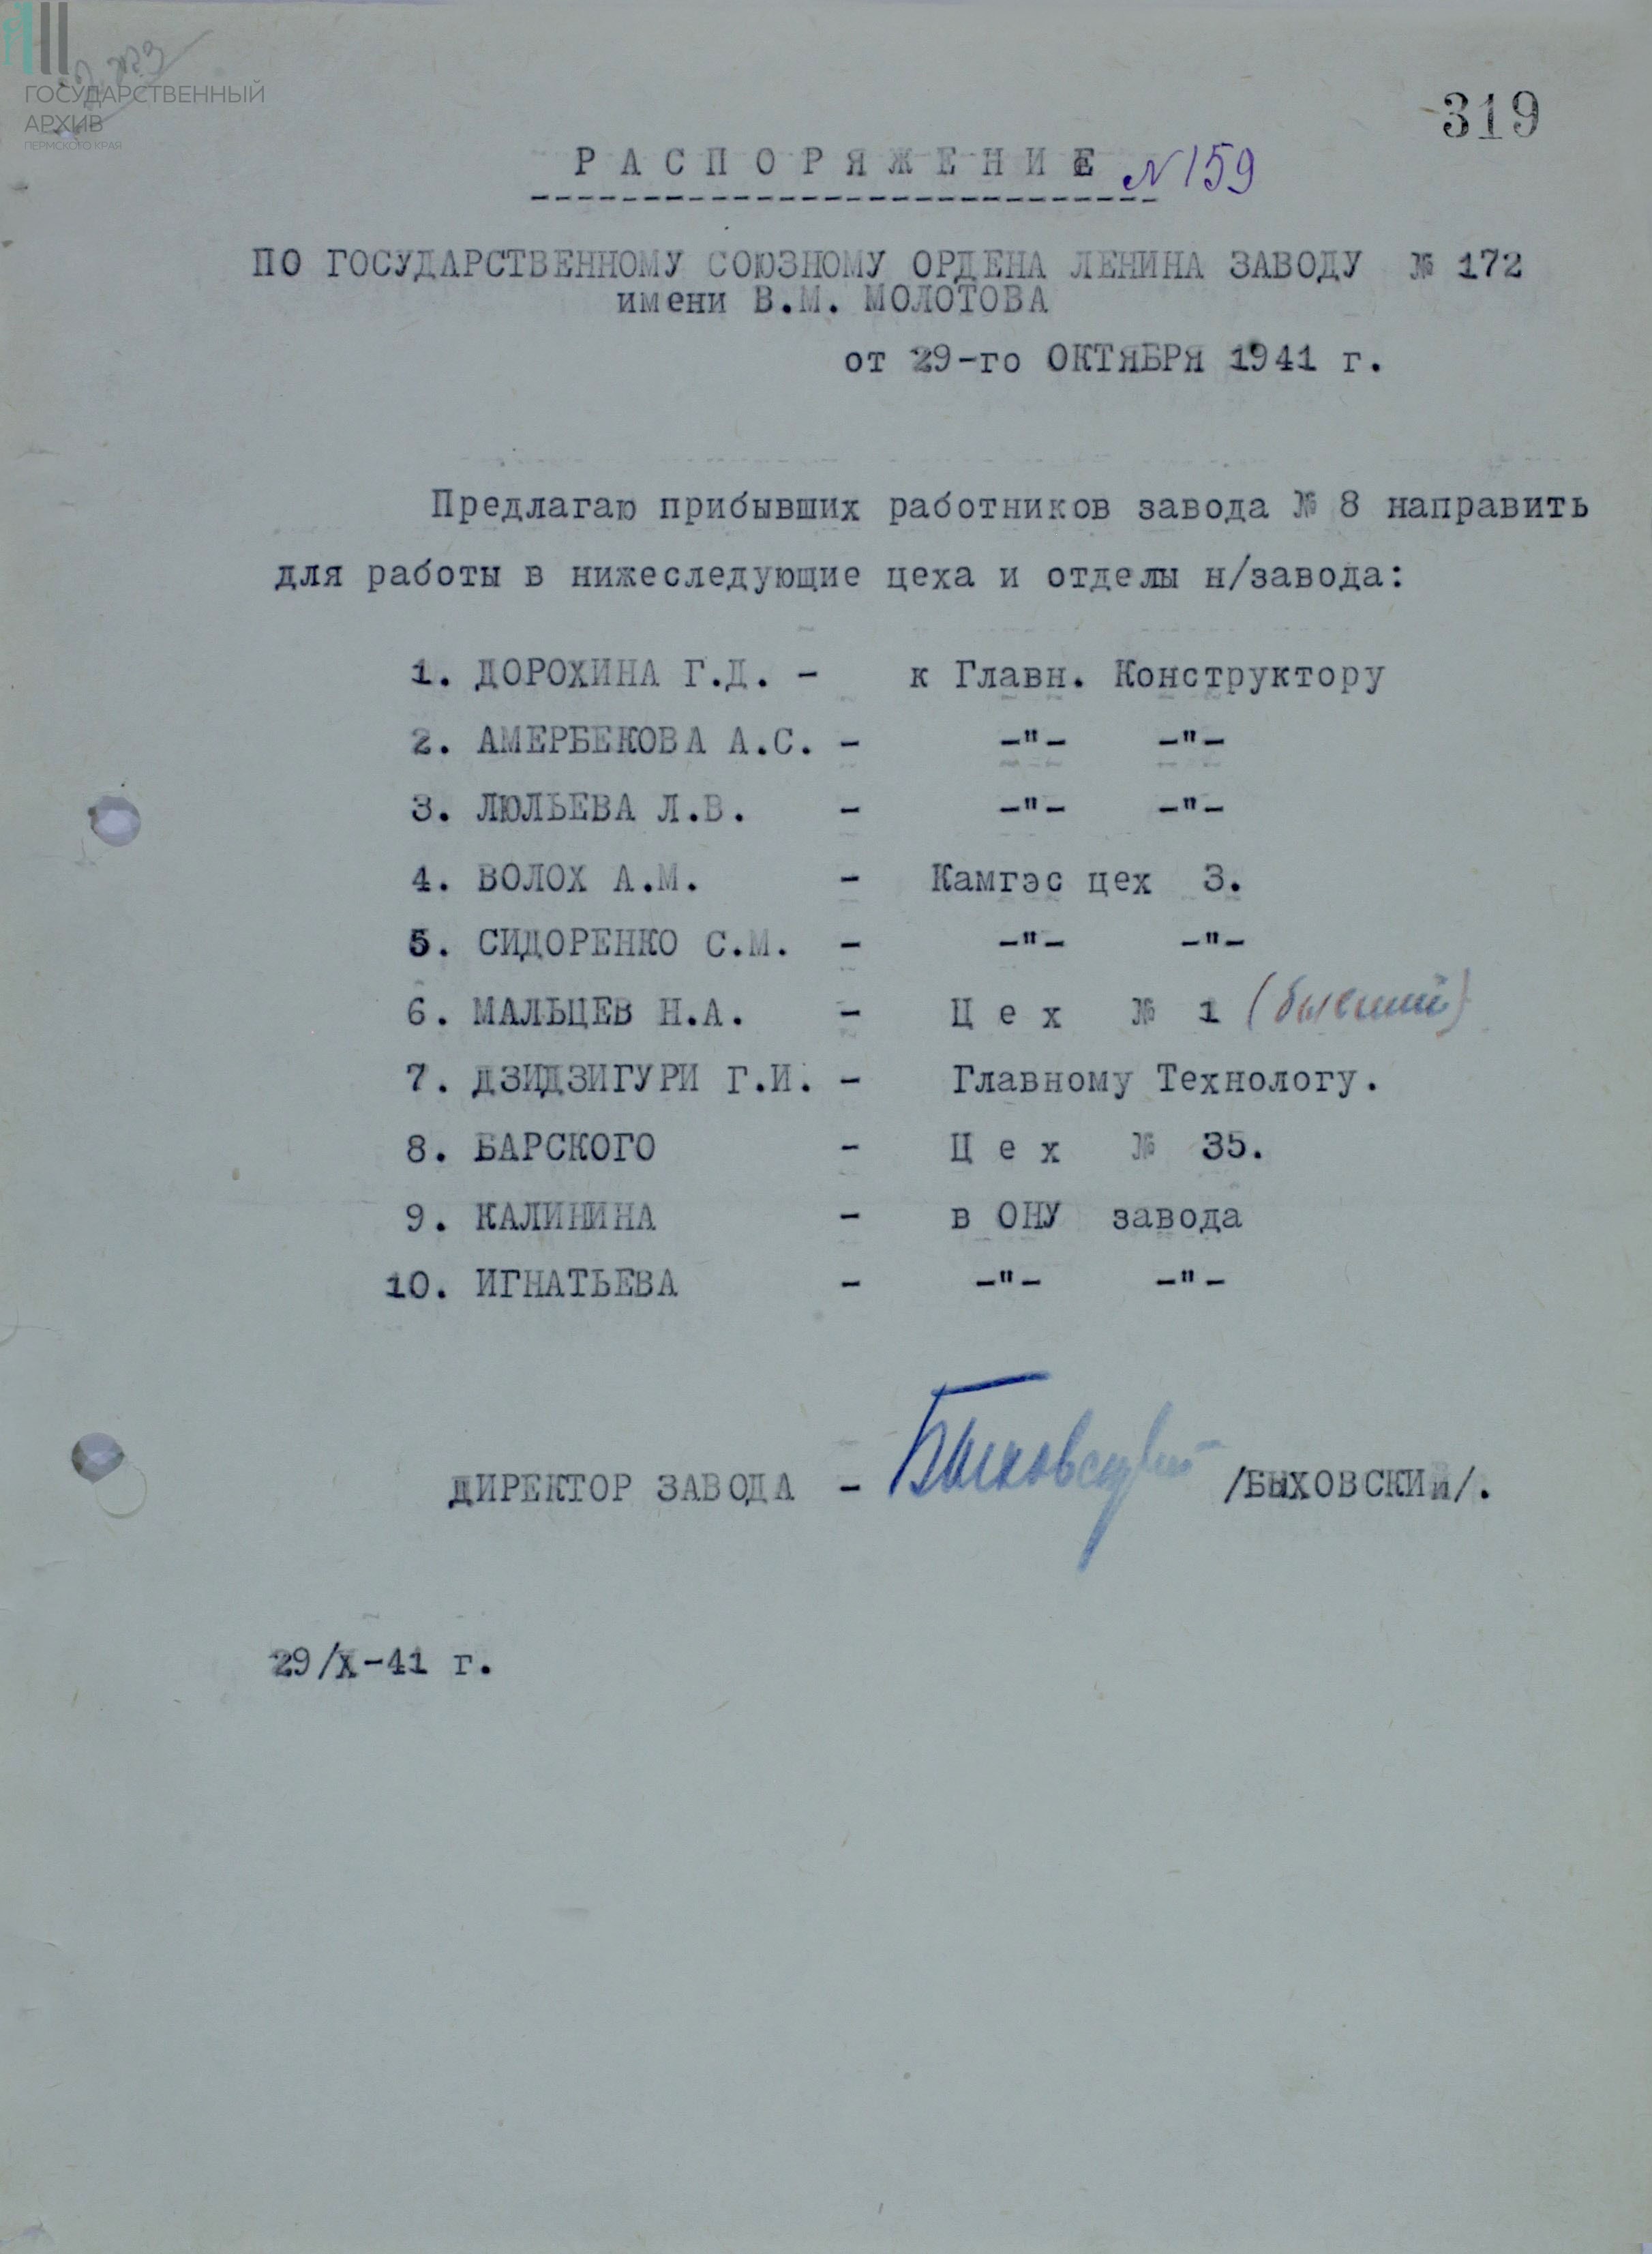 ГОСУДАРСТВЕННЫЙ
АРХИВ
ПЕРМСКОГО КРАЯ
319
РАСПОРЯЖЕНИЕ N 159
ПО ГОСУДАРСТВЕННОМУ СОЮЗНОМУ ОРДЕНА ЛЕНИНА ЗАВОДУ № 172
имени В.М. МОЛОТОВА
от 29-го ОКТЯБРЯ 1941 г.
Предлагаю прибывших работников завода № 8 направить
для работы в нижеследующие цеха и отделы н/завода:
1. ДОРОХИНА Г.Д. - к Главн. Конструктору
2. АМЕРБЕКОВА А.С. - -"- -"-
3. ЛЮЛЬЕВА Л.В. - -"- -"-
4. ВОЛОХ А.М. - Камгэс цех 3.
5. СИДОРЕНКО С.М. - -"- -"-
6. МАЛЬЦЕВ Н.А. - Цех № 1 (бывший)
7. ДЗИДЗИГУРИ Г.И. - Главному Технологу.
8. БАРСКОГО - Цех № 35.
9. КАЛИНИНА - в ОНУ завода
10. ИГНАТЬЕВА - -"- -"-
ДИРЕКТОР ЗАВОДА - Быховский /БЫХОВСКИЙ/.
29/X-41 г.